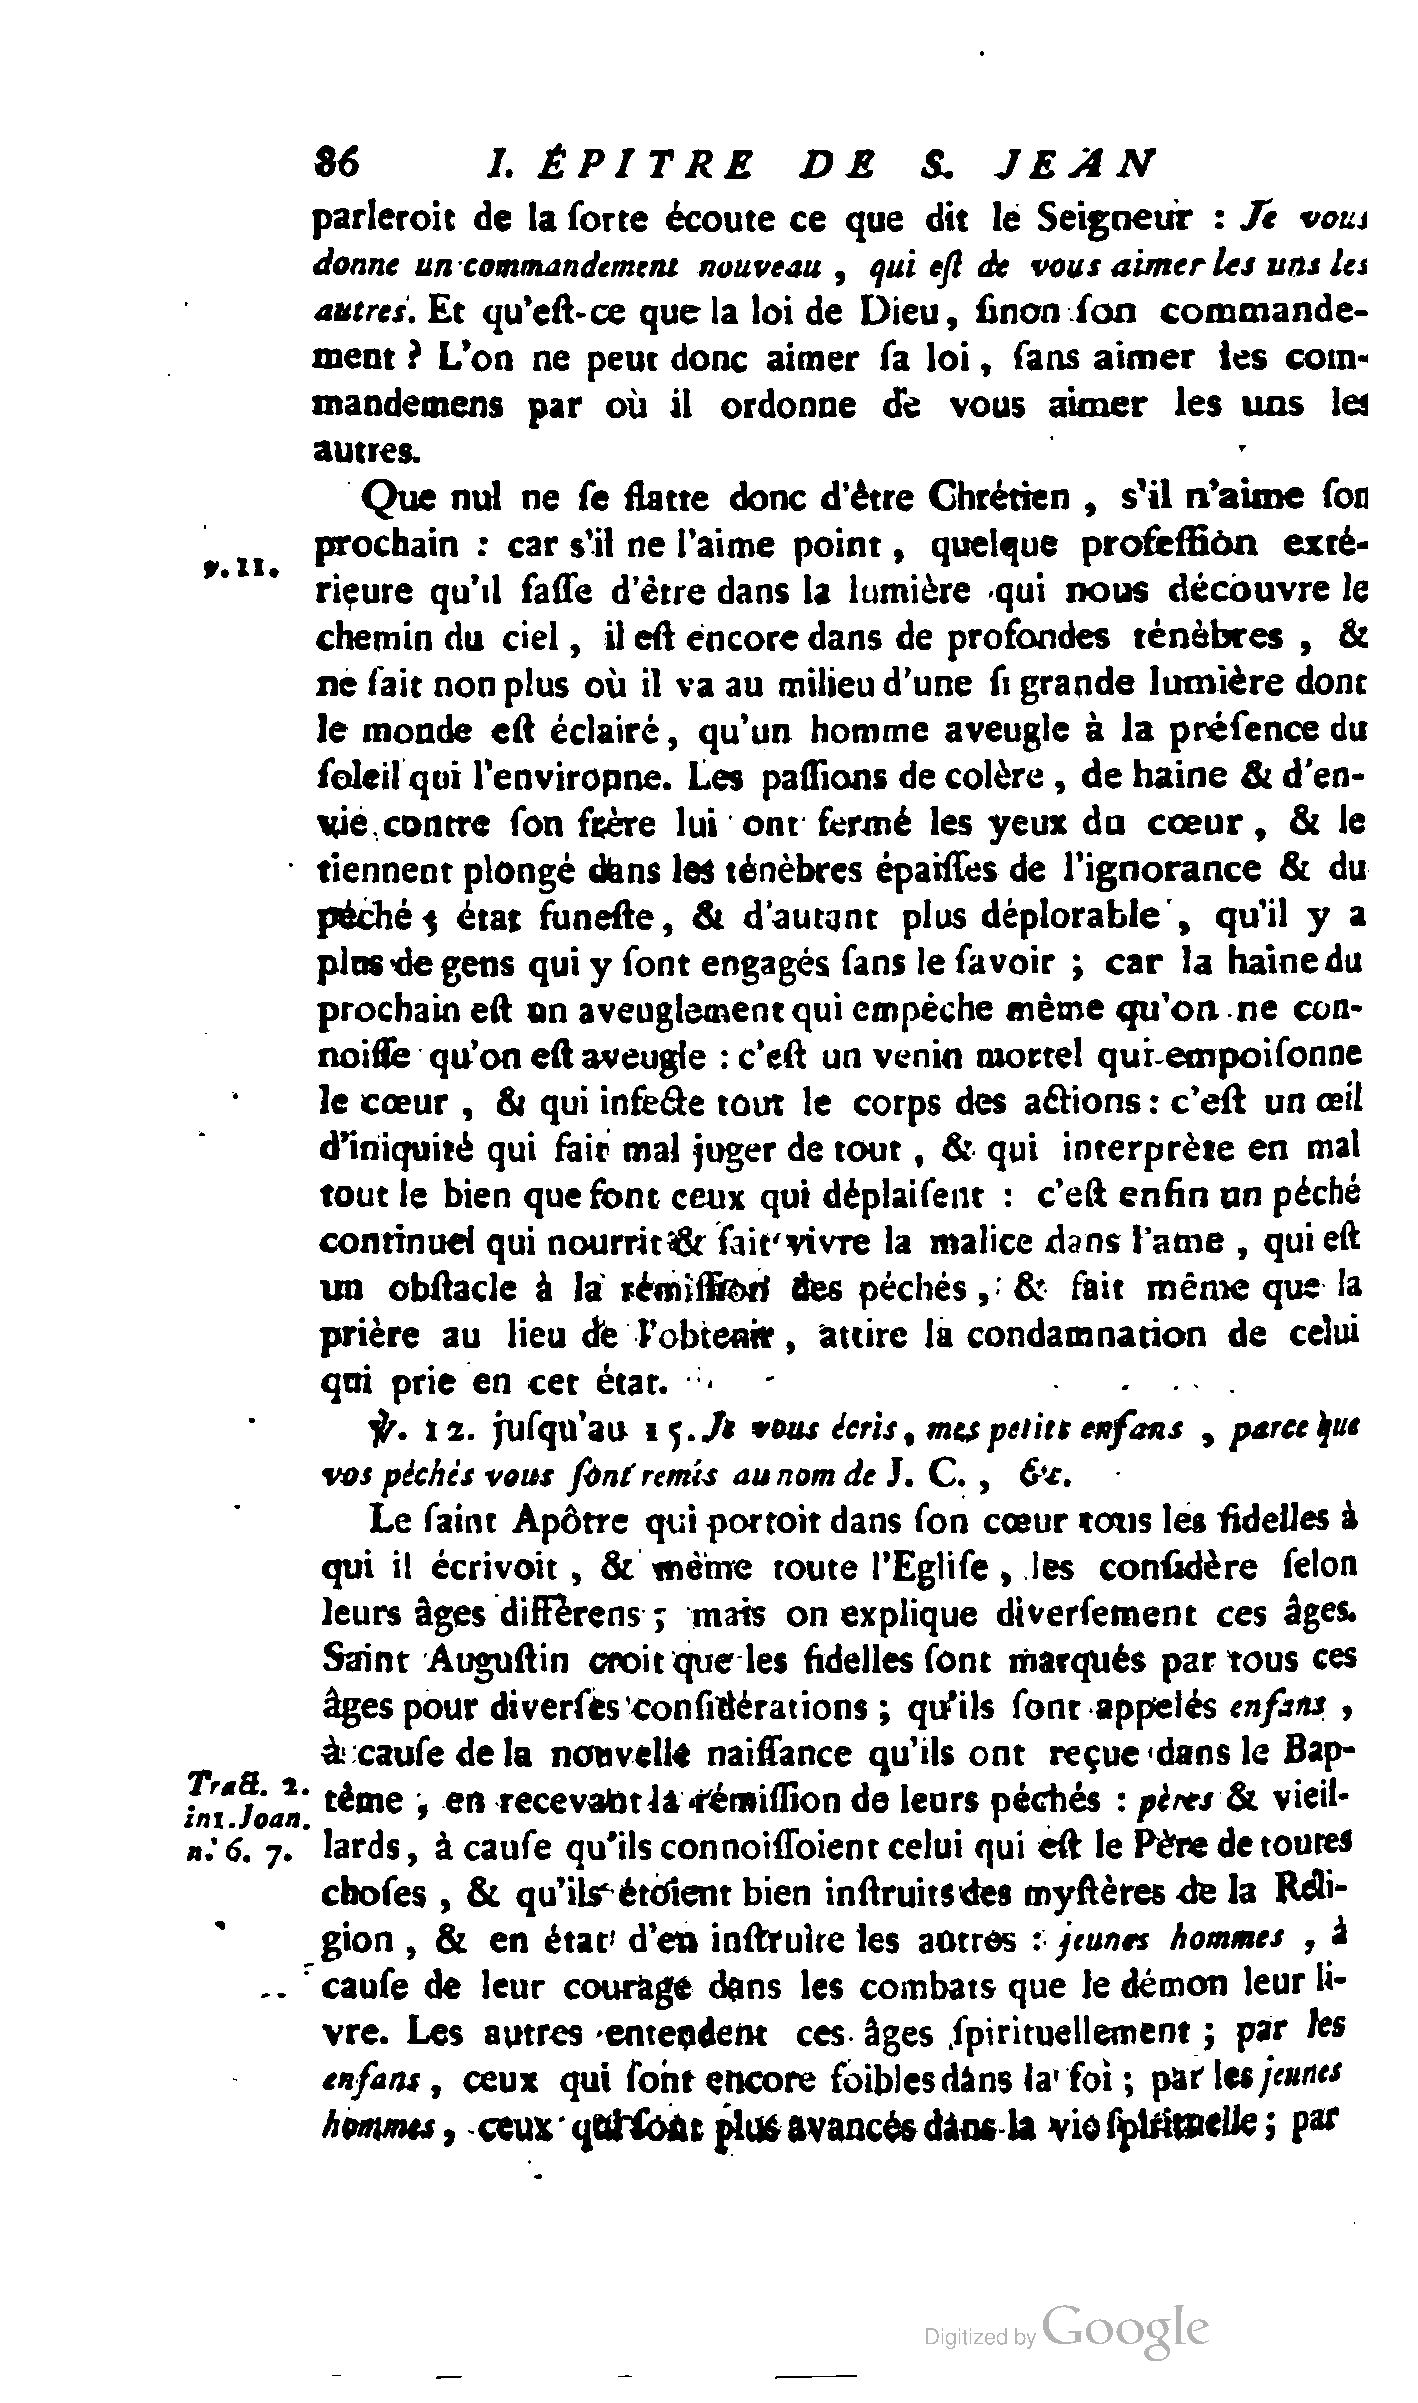 86 I. ÉPITRE DE S. JEAN
parleroit de la ſorte écoute ce que dit le Seigneur : Je vous
donne un commandement nouveau , qui eſt de vous aimer les uns les
autres. Et qu'eſt-ce que la loi de Dieu, ſinon ſon commande-
ment ? L'on ne peut donc aimer ſa loi , ſans aimer les com-
mandemens par où il ordonne de vous aimer les uns les
autres.
Que nul ne ſe flatte donc d'être Chrétien , s'il n'aime ſon
prochain : car s'il ne l'aime point , quelque profeſſion exté-
v. 11.
rieure qu'il faſſe d'être dans la lumière qui nous découvre le
chemin du ciel , il eſt encore dans de profondes ténèbres , &
ne ſait non plus où il va au milieu d'une ſi grande lumière dont
le monde eſt éclairé, qu'un homme aveugle à la préſence du
ſoleil qui l'environne. Les paſſions de colère , de haine & d'en-
vie contre ſon frère lui ont fermé les yeux du cœur , & le
tiennent plongé dans les ténèbres épaiſſes de l'ignorance & du
péché ; état funeſte , & d'autant plus déplorable , qu'il y a
plus de gens qui y ſont engagés ſans le ſavoir ; car la haine du
prochain eſt un aveuglement qui empêche même qu'on ne con-
noiſſe qu'on eſt aveugle : c'eſt un venin mortel qui empoiſonne
le cœur , & qui infecte tout le corps des actions : c'eſt un œil
d'iniquité qui fait mal juger de tout , & qui interprète en mal
tout le bien que font ceux qui déplaiſent : c'eſt enfin un péché
continuel qui nourrit & fait vivre la malice dans l'ame , qui eſt
un obſtacle à la rémiſſion des péchés , & fait même que la
prière au lieu de l'obtenir , attire la condamnation de celui
qui prie en cet état.
℣. 12. juſqu'au 15. Je vous écris , mes petits enfans , parce que
vos péchés vous ſont remis au nom de J. C. , &c.
Le ſaint Apôtre qui portoit dans ſon cœur tous les fidelles à
qui il écrivoit , & même toute l'Egliſe , les conſidère ſelon
leurs âges différens ; mais on explique diverſement ces âges.
Saint Auguſtin croit que les fidelles ſont marqués par tous ces
âges pour diverſes conſidérations ; qu'ils ſont appelés enfans ,
à cauſe de la nouvelle naiſſance qu'ils ont reçue dans le Bap-
Tract. 2.
in 1. Joan.
n. 6. 7.
tême , en recevant la rémiſſion de leurs péchés : pères & vieil-
lards, à cauſe qu'ils connoiſſoient celui qui eſt le Père de toutes
choſes , & qu'ils étoient bien inſtruits des myſtères de la Reli-
gion , & en état d'en inſtruire les autres : jeunes hommes , à
cauſe de leur courage dans les combats que le démon leur li-
vre. Les autres entendent ces âges ſpirituellement ; par les
enfans , ceux qui ſont encore foibles dans la foi ; par les jeunes
hommes , ceux qui ſont plus avancés dans la vie ſpirituelle ; par
Digitized by Google